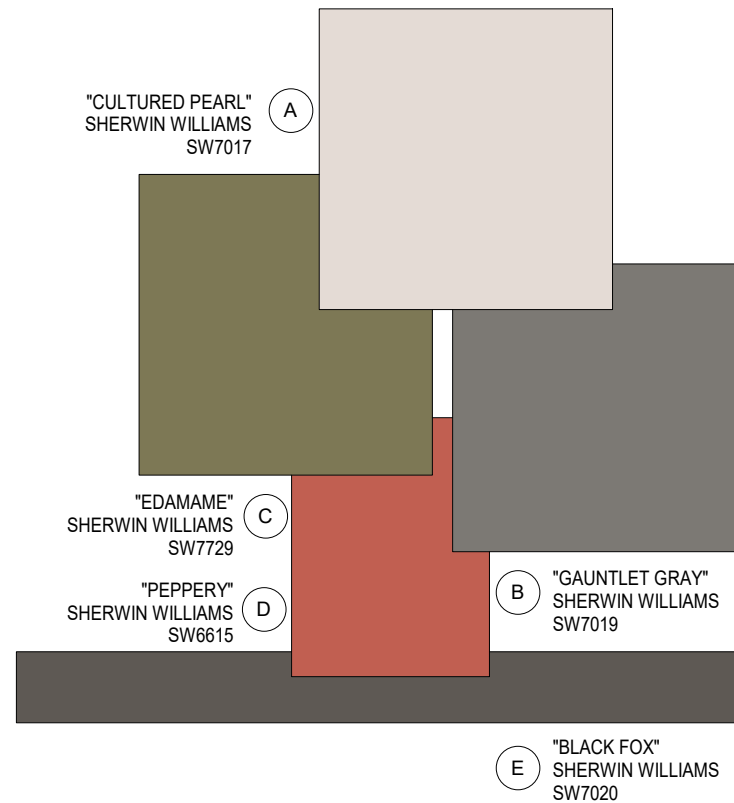 "CULTURED PEARL"
SHERWIN WILLIAMS
SW7017
A
"EDAMAME"
SHERWIN WILLIAMS
SW7729
C
"PEPPERY"
SHERWIN WILLIAMS
SW6615
D
B
"GAUNTLET GRAY"
SHERWIN WILLIAMS
SW7019
E
"BLACK FOX"
SHERWIN WILLIAMS
SW7020